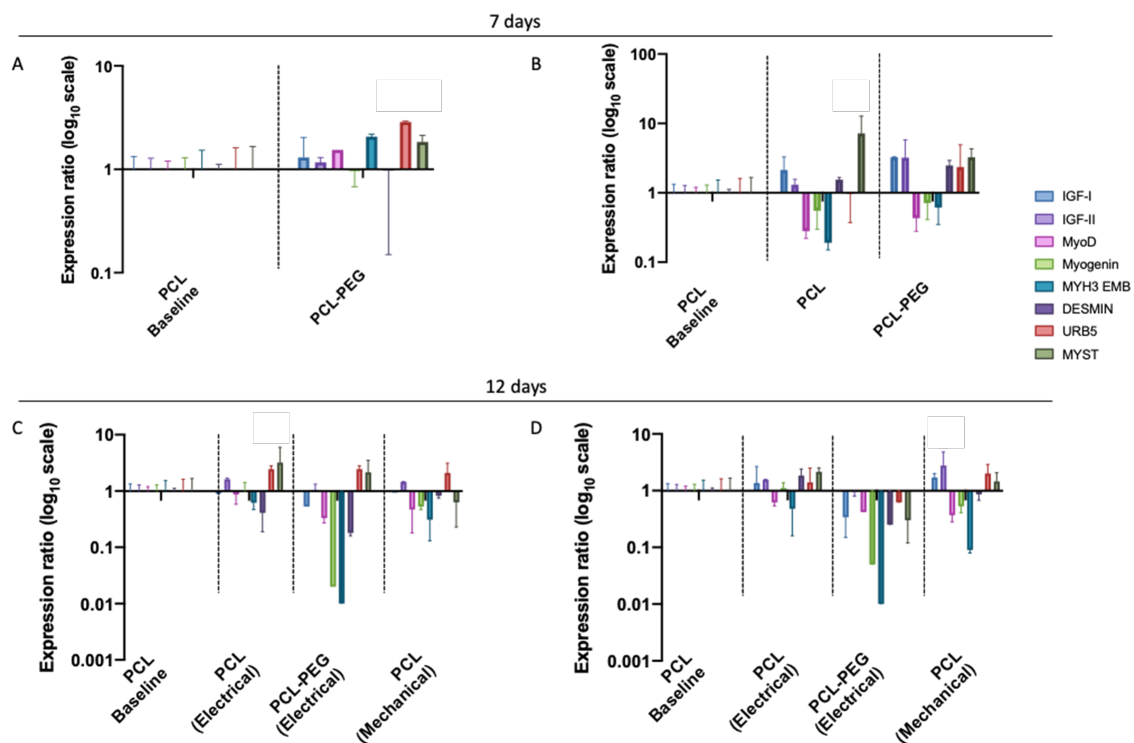 7 days
A
Expression ratio (log10 scale)
10
1
0.1
PCL
Baseline
PCL-PEG
B
Expression ratio (log10 scale)
100
10
1
0.1
PCL
Baseline
PCL
PCL-PEG
IGF-I
IGF-II
MyoD
Myogenin
MYH3 EMB
DESMIN
URB5
MYST
12 days
C
Expression ratio (log10 scale)
10
1
0.1
0.01
0.001
PCL
Baseline
PCL
(Electrical)
PCL-PEG
(Electrical)
PCL
(Mechanical)
D
Expression ratio (log10 scale)
10
1
0.1
0.01
0.001
PCL
Baseline
PCL
(Electrical)
PCL-PEG
(Electrical)
PCL
(Mechanical)